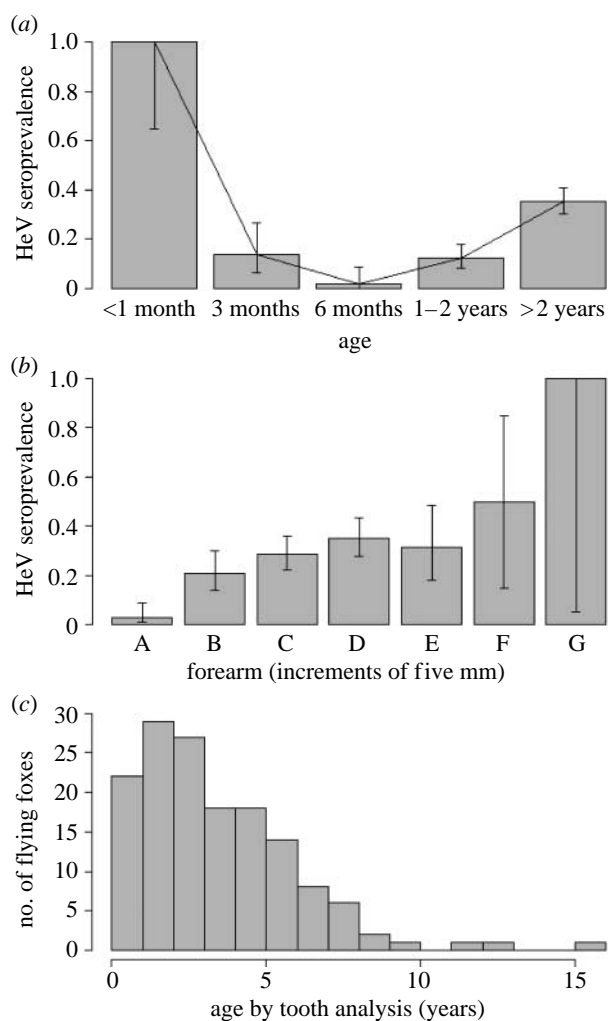 (a)
1.0
0.8
0.6
0.4
0.2
0
HeV seroprevalence
<1 month 3 months 6 months 1–2 years >2 years
age
(b)
1.0
0.8
0.6
0.4
0.2
0
HeV seroprevalence
A B C D E F G
forearm (increments of five mm)
(c)
30
25
20
15
10
5
0
no. of flying foxes
0 5 10 15
age by tooth analysis (years)